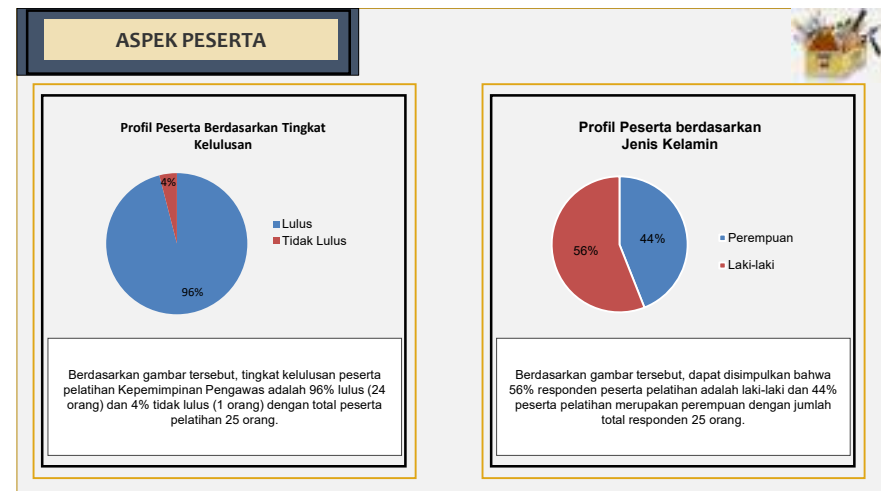 ASPEK PESERTA
Profil Peserta Berdasarkan Tingkat
Kelulusan
4%
96%
Lulus
Tidak Lulus
Berdasarkan gambar tersebut, tingkat kelulusan peserta
pelatihan Kepemimpinan Pengawas adalah 96% lulus (24
orang) dan 4% tidak lulus (1 orang) dengan total peserta
pelatihan 25 orang.
Profil Peserta berdasarkan
Jenis Kelamin
44%
56%
Perempuan
Laki-laki
Berdasarkan gambar tersebut, dapat disimpulkan bahwa
56% responden peserta pelatihan adalah laki-laki dan 44%
peserta pelatihan merupakan perempuan dengan jumlah
total responden 25 orang.